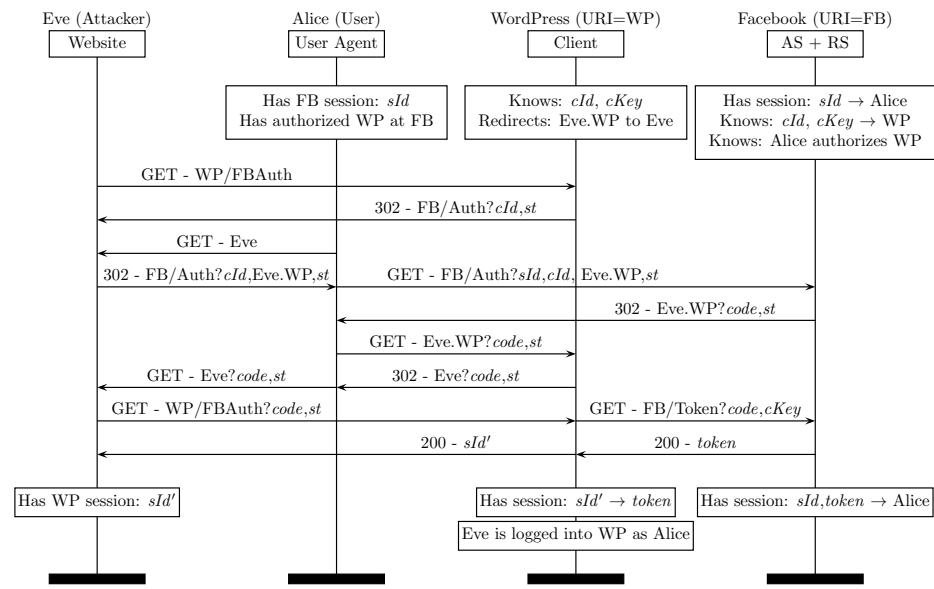 Eve (Attacker)
Alice (User)
WordPress (URI=WP)
Facebook (URI=FB)
Website
User Agent
Client
AS + RS
Has FB session: sId
Has authorized WP at FB
Knows: cId, cKey
Redirects: Eve.WP to Eve
Has session: sId → Alice
Knows: cId, cKey → WP
Knows: Alice authorizes WP
GET - WP/FBAuth
302 - FB/Auth?cId,st
GET - Eve
302 - FB/Auth?cId,Eve.WP,st
GET - FB/Auth?sId,cId, Eve.WP,st
302 - Eve.WP?code,st
GET - Eve.WP?code,st
GET - Eve?code,st
302 - Eve?code,st
GET - WP/FBAuth?code,st
GET - FB/Token?code,cKey
200 - sId′
200 - token
Has WP session: sId′
Has session: sId′ → token
Has session: sId,token → Alice
Eve is logged into WP as Alice